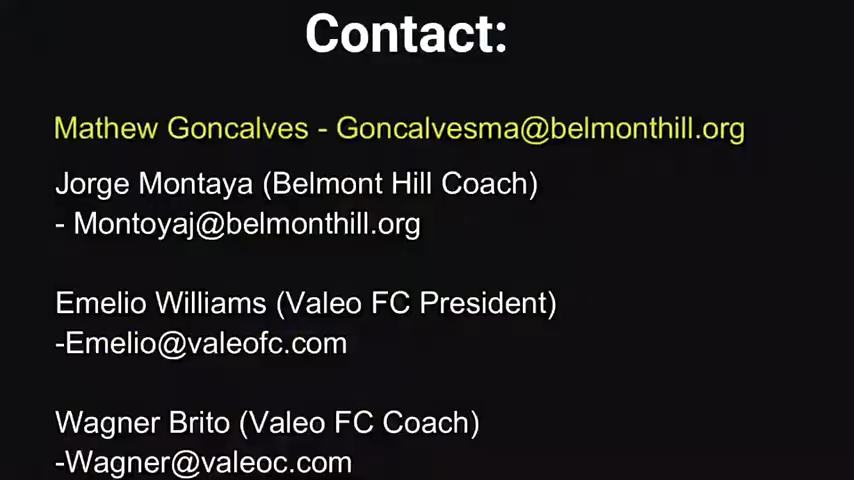 Contact:
Mathew Goncalves - Goncalvesma@belmonthill.org
Jorge Montaya (Belmont Hill Coach)
- Montoyaj@belmonthill.org
Emelio Williams (Valeo FC President)
-Emelio@valeofc.com
Wagner Brito (Valeo FC Coach)
-Wagner@valeoc.com